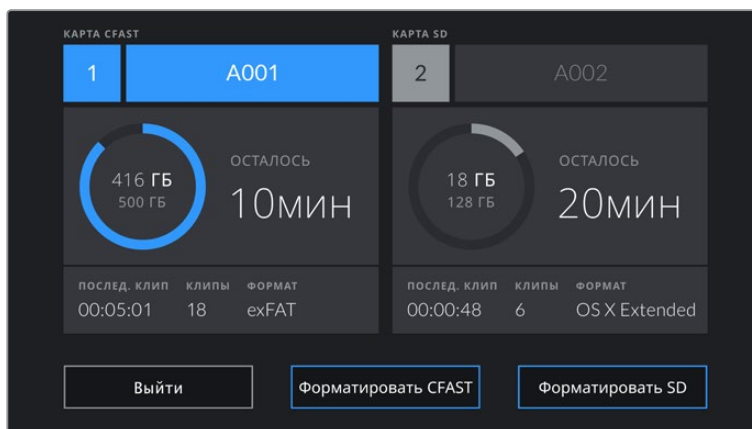 КАРТА CFAST
1
A001
416 ГБ
500 ГБ
ОСТАЛОСЬ
10МИН
ПОСЛЕД. КЛИП КЛИПЫ ФОРМАТ
00:05:01 18 exFAT
КАРТА SD
2
A002
18 ГБ
128 ГБ
ОСТАЛОСЬ
20МИН
ПОСЛЕД. КЛИП КЛИПЫ ФОРМАТ
00:00:48 6 OS X Extended
Выйти
Форматировать CFAST
Форматировать SD